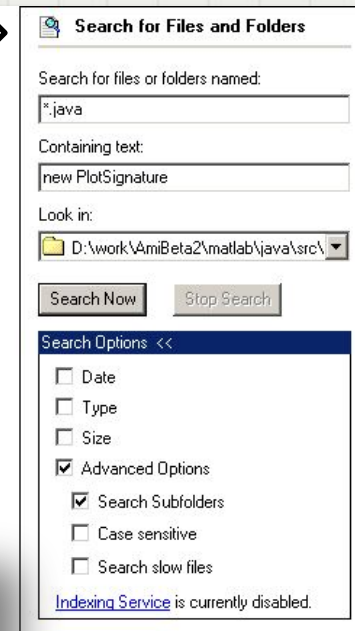 Search for Files and Folders
Search for files or folders named:
*.java
Containing text:
new PlotSignature
Look in:
D:\work\AmiBeta2\matlab\java\src\
Search Now Stop Search
Search Options <<
Date
Type
Size
Advanced Options
Search Subfolders
Case sensitive
Search slow files
Indexing Service is currently disabled.